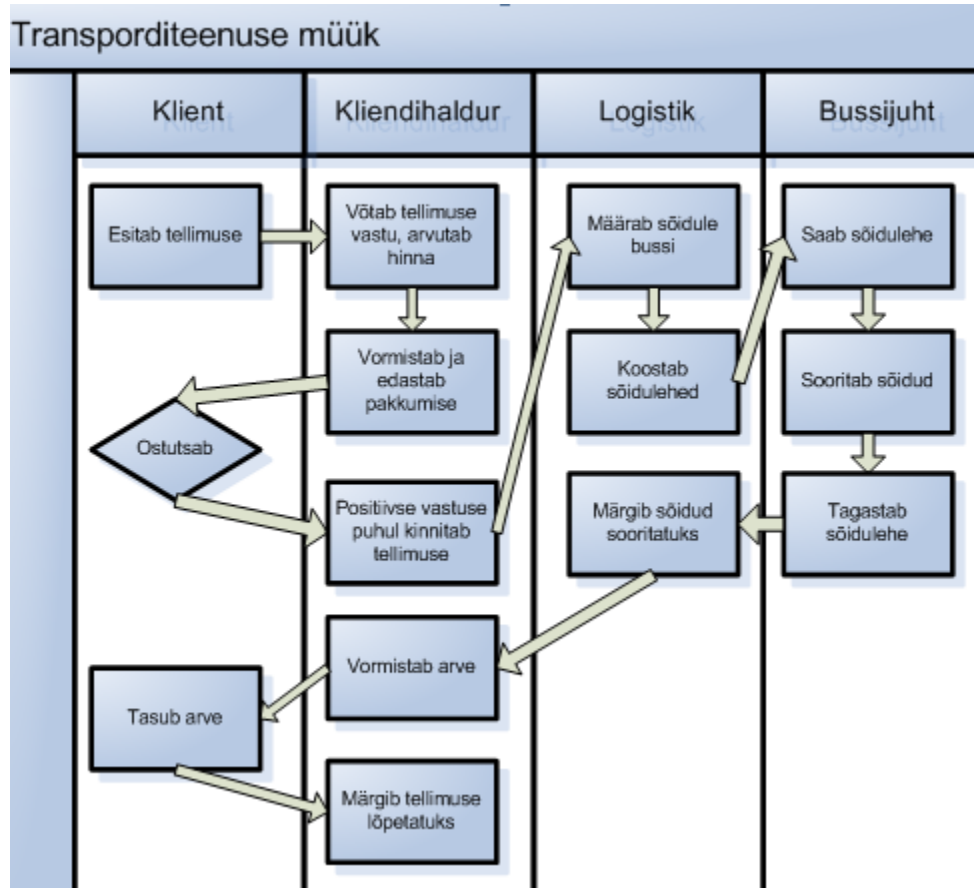 Transporditeenuse müük
Klient
Kliendihaldur
Logistik
Bussijuht
Esitab tellimuse
Võtab tellimuse
vastu, arvutab
hinna
Määrab sõidule
bussi
Saab sõidulehe
Vormistab ja
edastab
pakkumise
Koostab
sõidulehed
Sooritab sõidud
Ostutsab
Positiivse vastuse
puhul kinnitab
tellimuse
Märgib sõidud
sooritatuks
Tagastab
sõidulehe
Vormistab arve
Tasub arve
Märgib tellimuse
lõpetatuks